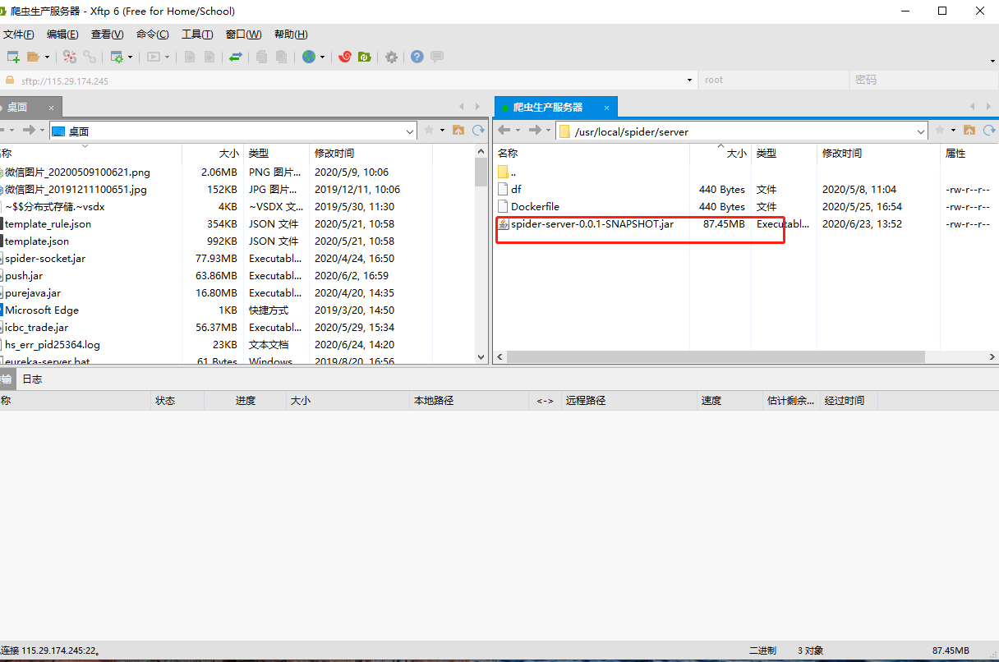 爬虫生产服务器 - Xftp 6 (Free for Home/School)
文件(F) 编辑(E) 查看(V) 命令(C) 工具(T) 窗口(W) 帮助(H)
sftp://115.29.174.245 root 密码
桌面 × 爬虫生产服务器 ×
桌面 /usr/local/spider/server
称 大小 类型 修改时间 名称 大小 类型 修改时间 属性
微信图片_20200509100621.png 2.06MB PNG 图片... 2020/5/9, 10:06 ..
微信图片_20191211100651.jpg 152KB JPG 图片... 2019/12/11, 10:06 df 440 Bytes 文件 2020/5/8, 11:04 -rw-r--r--
~$$分布式存储.~vsdx 4KB ~VSDX 文... 2019/5/30, 11:30 Dockerfile 440 Bytes 文件 2020/5/25, 16:54 -rw-r--r--
template_rule.json 354KB JSON 文件 2020/5/21, 10:58 spider-server-0.0.1-SNAPSHOT.jar 87.45MB Executabl... 2020/6/23, 13:52 -rw-r--r--
template.json 992KB JSON 文件 2020/5/21, 10:58
spider-socket.jar 77.93MB Executabl... 2020/4/24, 16:50
push.jar 63.86MB Executabl... 2020/6/2, 16:59
purejava.jar 16.80MB Executabl... 2020/4/20, 14:35
Microsoft Edge 1KB 快捷方式 2019/3/20, 14:50
icbc_trade.jar 56.37MB Executabl... 2020/5/29, 15:34
hs_err_pid25364.log 23KB 文本文档 2020/6/24, 14:20
eureka-server.bat 61 Bytes Windows... 2019/8/20, 16:56
输 日志
称 状态 进度 大小 本地路径 <-> 远程路径 速度 估计剩余... 经过时间
连接 115.29.174.245:22。 二进制 3 对象 87.45MB